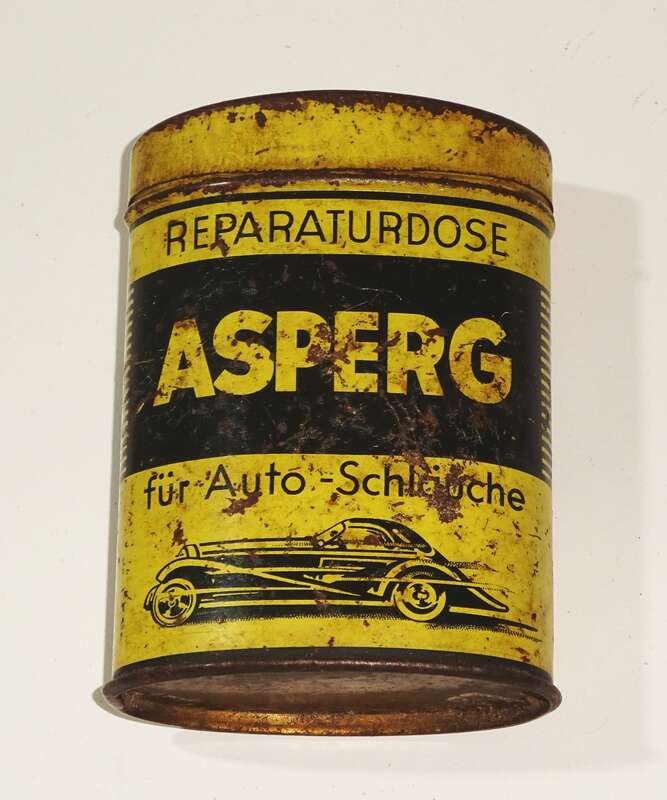 REPARATURDOSE
ASPERG
für Auto-Schläuche